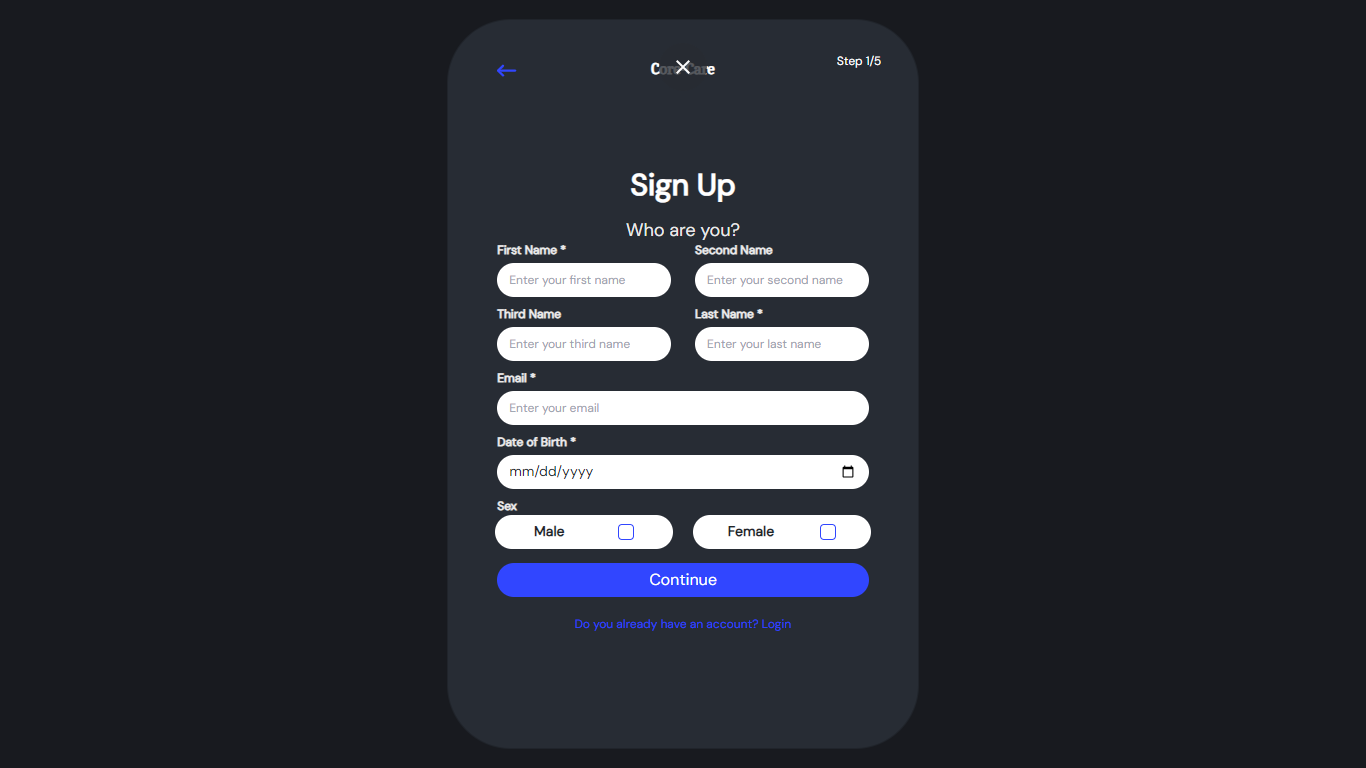 Core Care
Step 1/5
Sign Up
Who are you?
First Name *
Second Name
Enter your first name
Enter your second name
Third Name
Last Name *
Enter your third name
Enter your last name
Email *
Enter your email
Date of Birth *
mm/dd/yyyy
Sex
Male
Female
Continue
Do you already have an account? Login